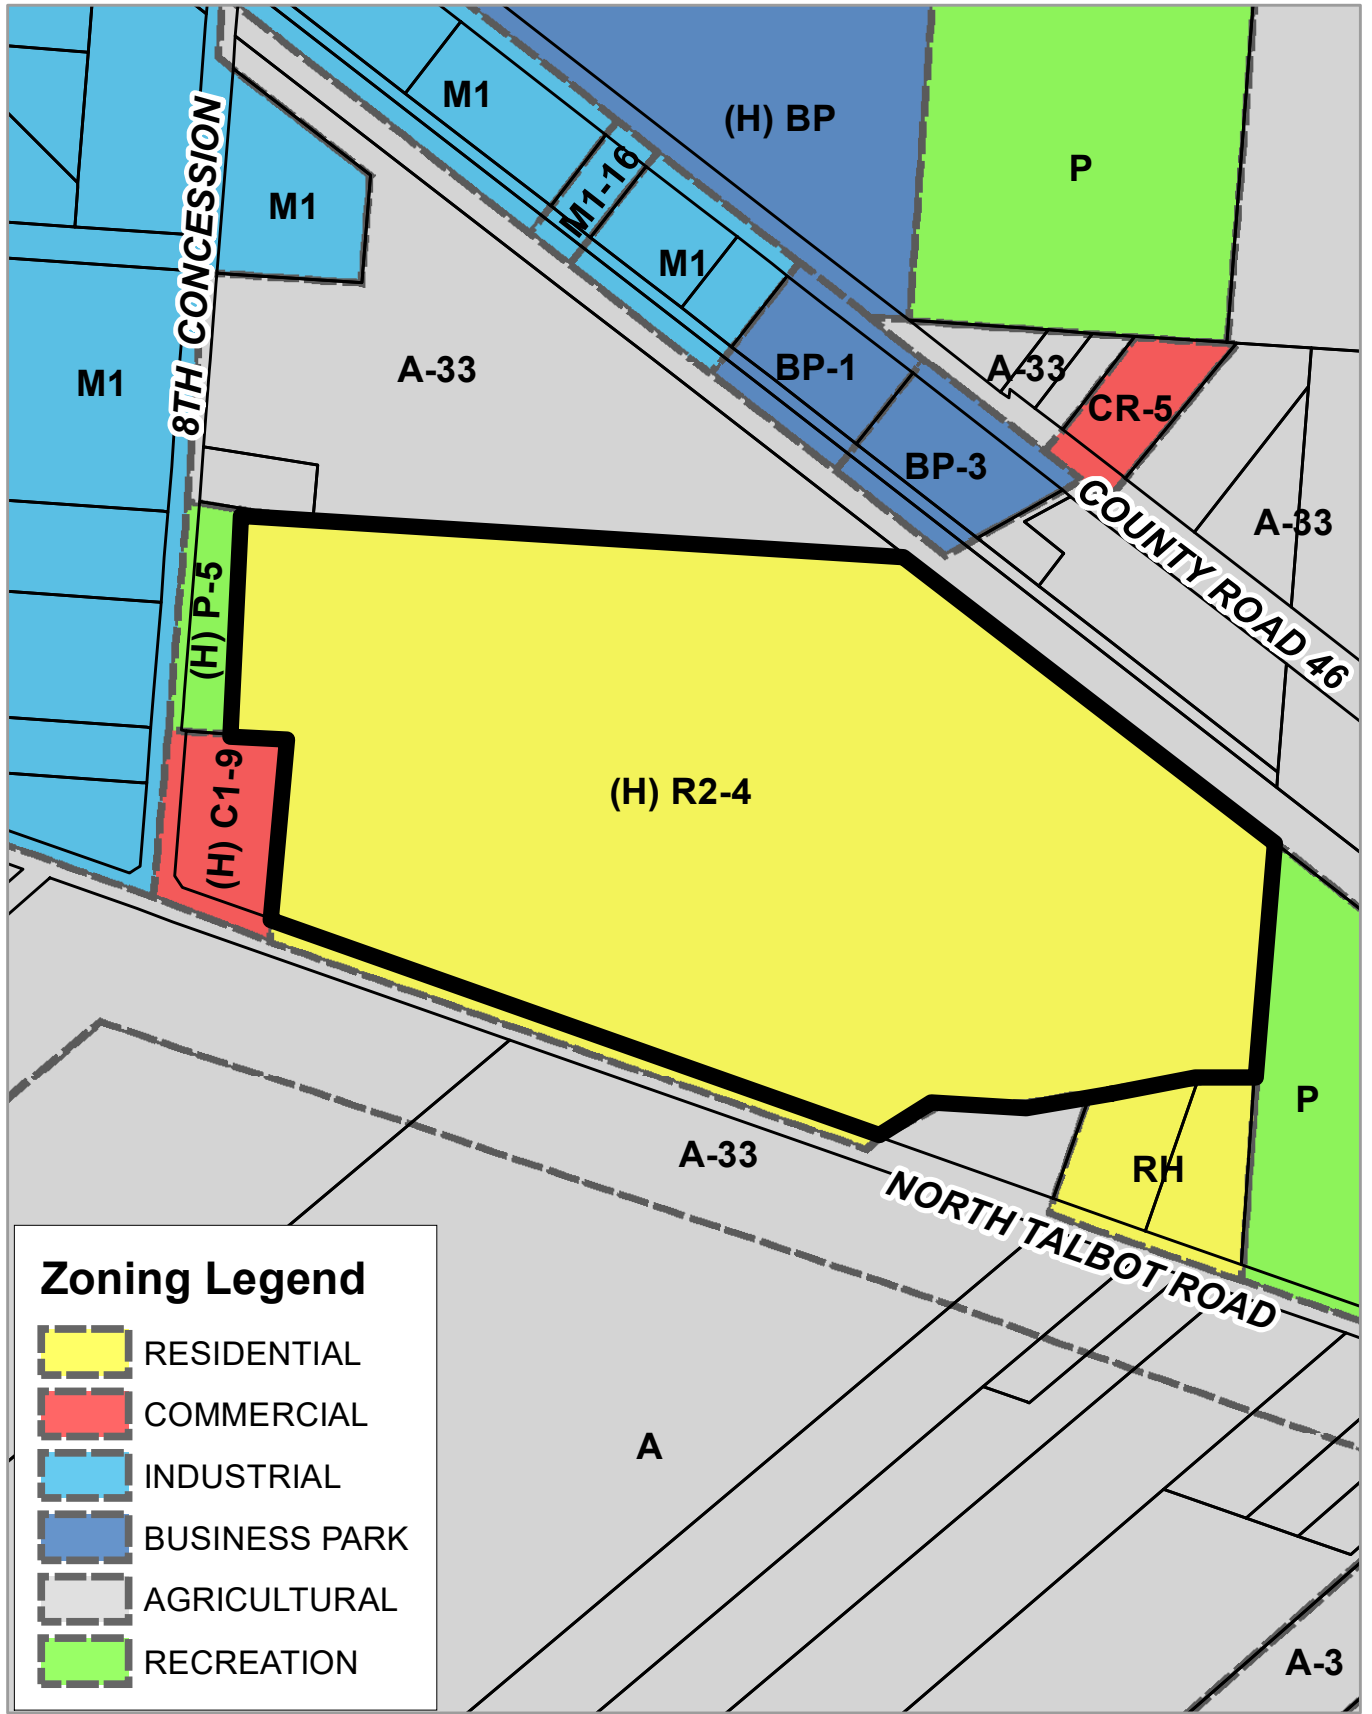 M1
(H) BP
P
M1-16
M1
M1
8TH CONCESSION
A-33
M1
BP-1
A-33
CR-5
BP-3
A-33
COUNTY ROAD 46
(H) P-5
(H) R2-4
(H) C1-9
P
A-33
RH
NORTH TALBOT ROAD
A
A-3
Zoning Legend
RESIDENTIAL
COMMERCIAL
INDUSTRIAL
BUSINESS PARK
AGRICULTURAL
RECREATION